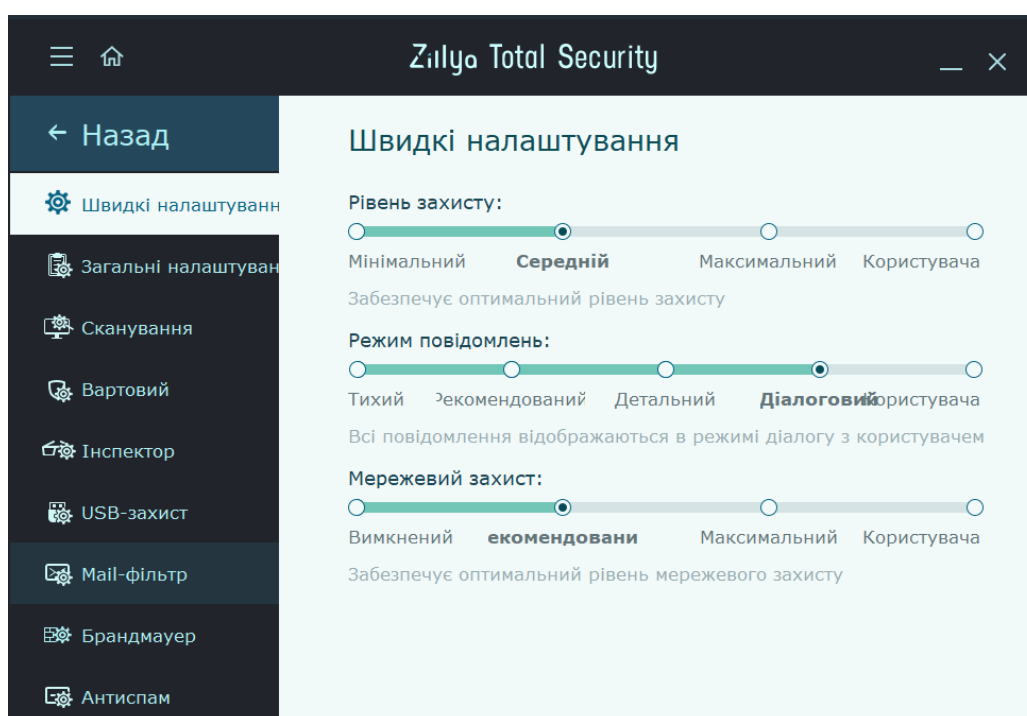 Zillya Total Security
Назад
Швидкі налаштуванн
Загальні налаштуван
Сканування
Вартовий
Інспектор
USB-захист
Mail-фільтр
Брандмауер
Антиспам
Швидкі налаштування
Рівень захисту:
Мінімальний Середній Максимальний Користувача
Забезпечує оптимальний рівень захисту
Режим повідомлень:
Тихий Рекомендований Детальний Діалоговий Користувача
Всі повідомлення відображаються в режимі діалогу з користувачем
Мережевий захист:
Вимкнений екомендовани Максимальний Користувача
Забезпечує оптимальний рівень мережевого захисту